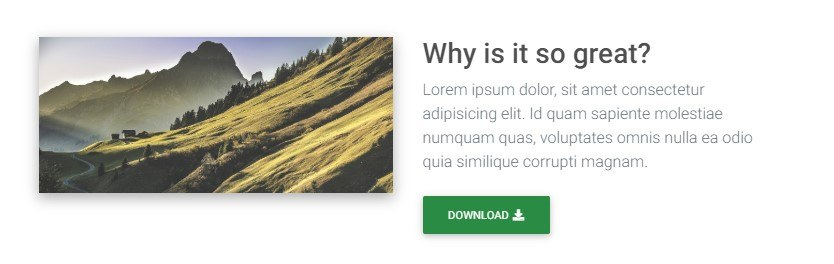 Why is it so great?
Lorem ipsum dolor, sit amet consectetur
adipisicing elit. Id quam sapiente molestiae
numquam quas, voluptates omnis nulla ea odio
quia similique corrupti magnam.
DOWNLOAD